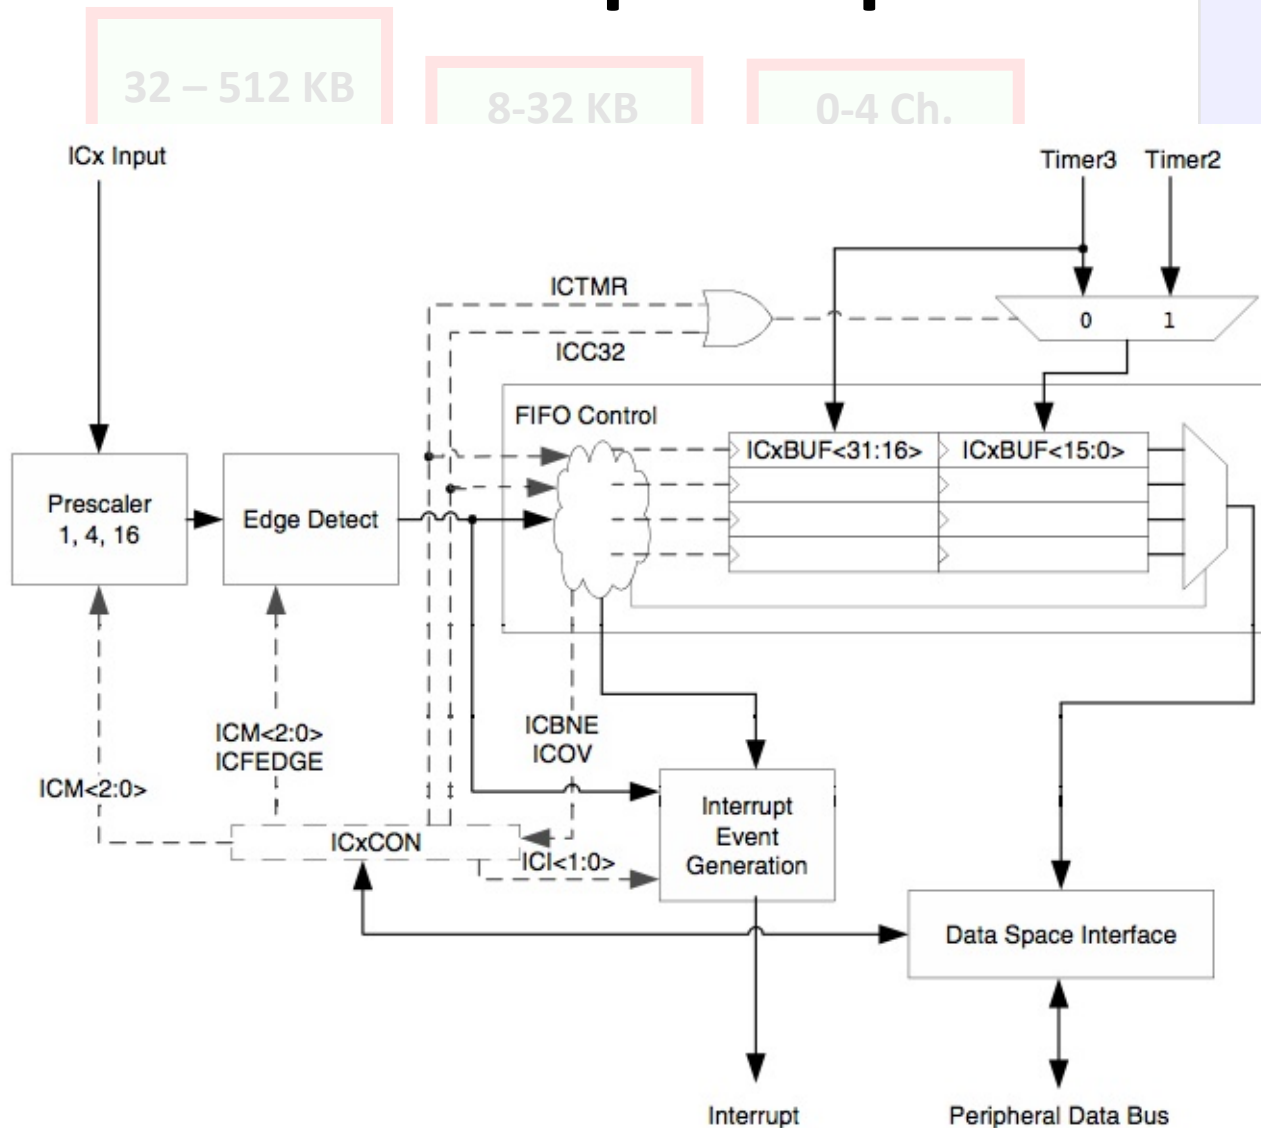 32 – 512 KB
8-32 KB
0-4 Ch.
ICx Input
Timer3
Timer2
ICTMR
0
1
ICC32
FIFO Control
ICxBUF<31:16>
ICxBUF<15:0>
Prescaler
1, 4, 16
Edge Detect
ICM<2:0>
ICFEDGE
ICBNE
ICOV
ICM<2:0>
Interrupt
Event
Generation
ICxCON
ICI<1:0>
Data Space Interface
Interrupt
Peripheral Data Bus